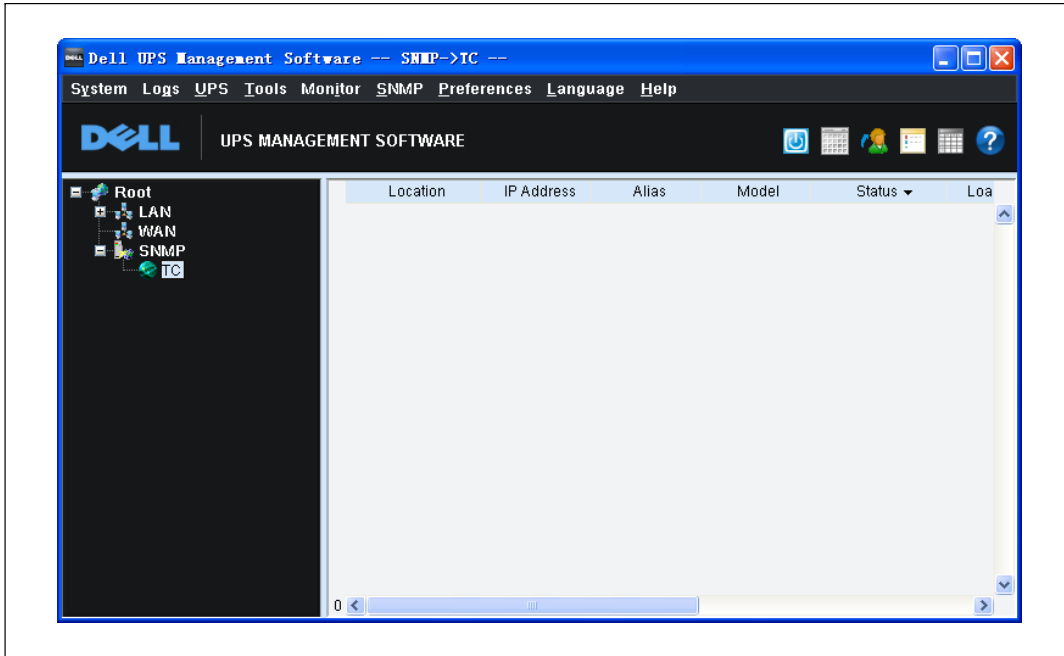 Dell UPS Management Software -- SNMP->TC --
System Logs UPS Tools Monitor SNMP Preferences Language Help
DELL UPS MANAGEMENT SOFTWARE
Root
LAN
WAN
SNMP
TC
Location IP Address Alias Model Status Loa
0